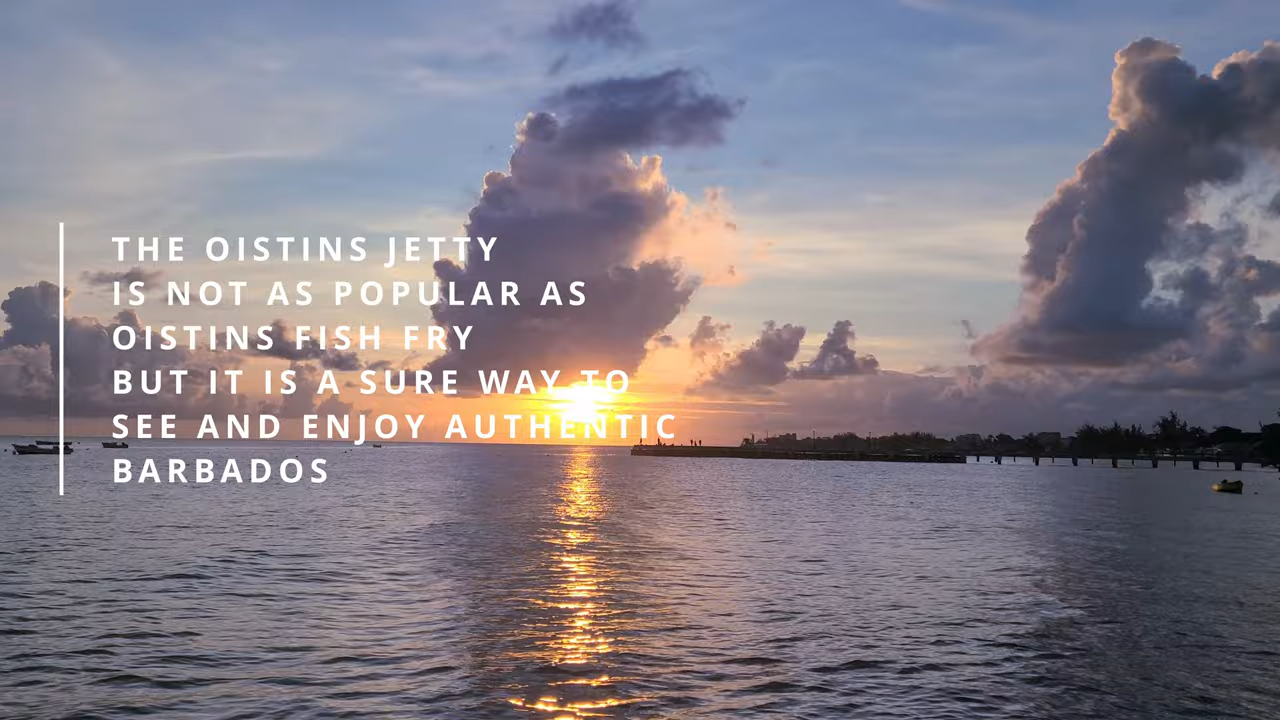 THE OISTINS JETTY
IS NOT AS POPULAR AS
OISTINS FISH FRY
BUT IT IS A SURE WAY TO
SEE AND ENJOY AUTHENTIC
BARBADOS